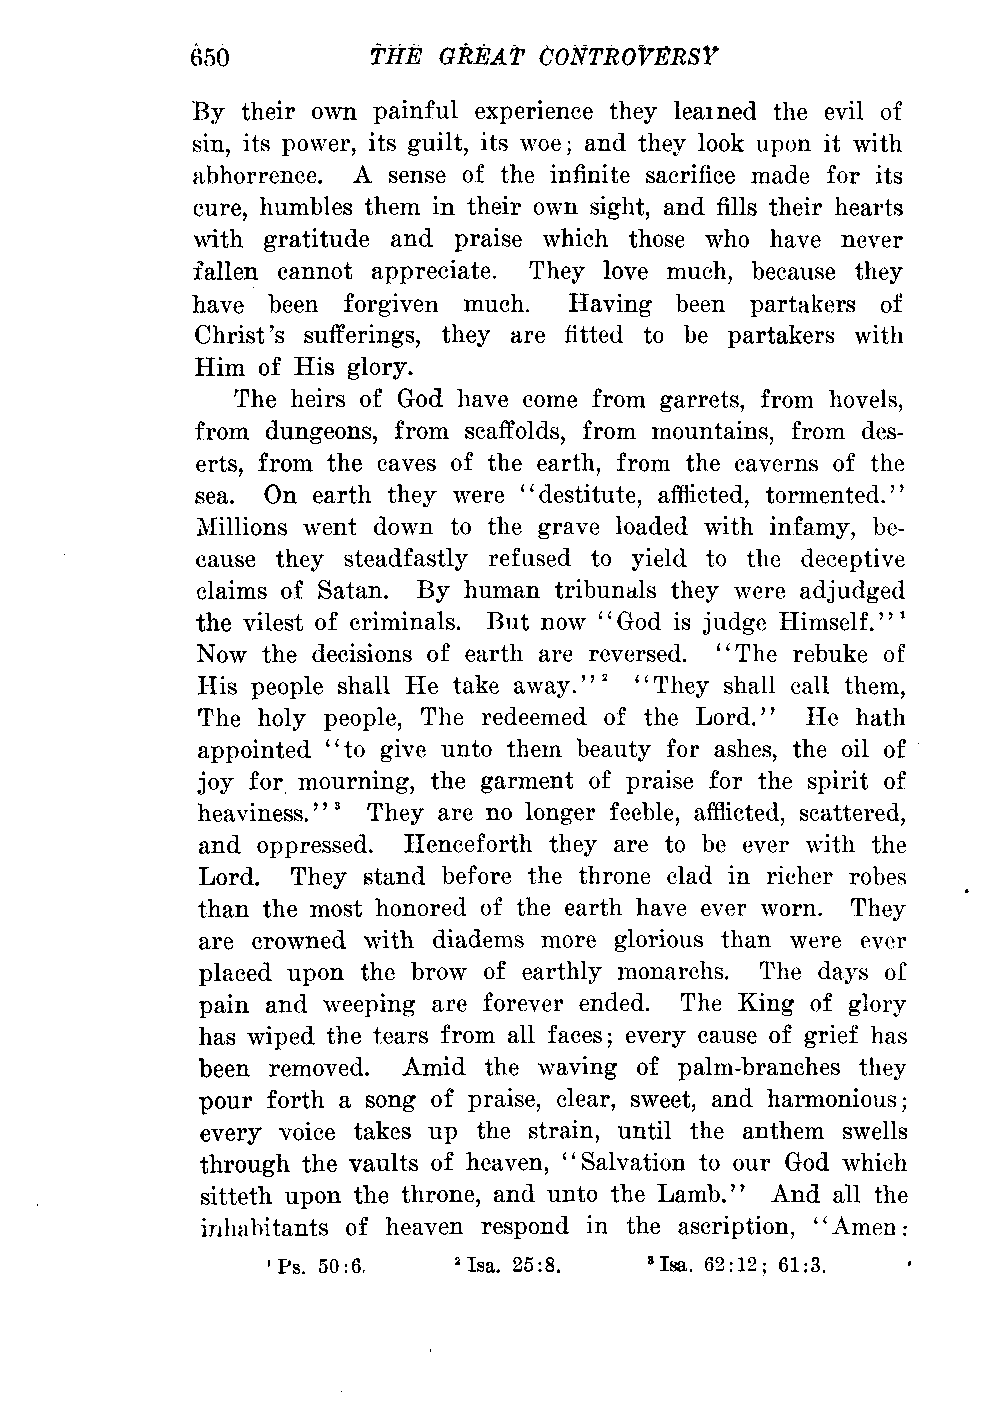 650 THE GREAT CONTROVERSY
By their own painful experience they learned the evil of
sin, its power, its guilt, its woe; and they look upon it with
abhorrence. A sense of the infinite sacrifice made for its
cure, humbles them in their own sight, and fills their hearts
with gratitude and praise which those who have never
fallen cannot appreciate. They love much, because they
have been forgiven much. Having been partakers of
Christ's sufferings, they are fitted to be partakers with
Him of His glory.
The heirs of God have come from garrets, from hovels,
from dungeons, from scaffolds, from mountains, from des-
erts, from the caves of the earth, from the caverns of the
sea. On earth they were "destitute, afflicted, tormented."
Millions went down to the grave loaded with infamy, be-
cause they steadfastly refused to yield to the deceptive
claims of Satan. By human tribunals they were adjudged
the vilest of criminals. But now "God is judge Himself."¹
Now the decisions of earth are reversed. "The rebuke of
His people shall He take away."² "They shall call them,
The holy people, The redeemed of the Lord." He hath
appointed "to give unto them beauty for ashes, the oil of
joy for mourning, the garment of praise for the spirit of
heaviness."³ They are no longer feeble, afflicted, scattered,
and oppressed. Henceforth they are to be ever with the
Lord. They stand before the throne clad in richer robes
than the most honored of the earth have ever worn. They
are crowned with diadems more glorious than were ever
placed upon the brow of earthly monarchs. The days of
pain and weeping are forever ended. The King of glory
has wiped the tears from all faces; every cause of grief has
been removed. Amid the waving of palm-branches they
pour forth a song of praise, clear, sweet, and harmonious;
every voice takes up the strain, until the anthem swells
through the vaults of heaven, "Salvation to our God which
sitteth upon the throne, and unto the Lamb." And all the
inhabitants of heaven respond in the ascription, "Amen:
¹ Ps. 50:6. ² Isa. 25:8. ³ Isa. 62:12; 61:3.